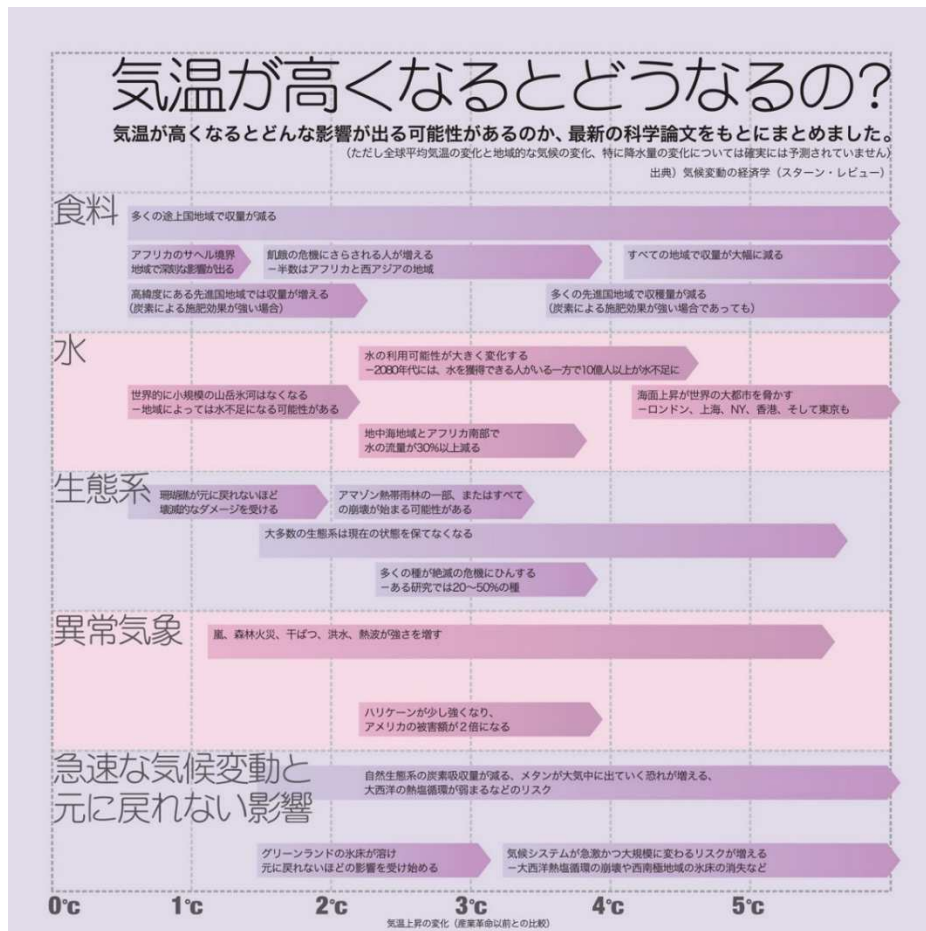 気温が高くなるとどうなるの?
気温が高くなるとどんな影響が出る可能性があるのか、最新の科学論文をもとにまとめました。
(ただし全球平均気温の変化と地域的な気候の変化、特に降水量の変化については確実には予測されていません)
出典）気候変動の経済学（スターン・レビュー）
食料
多くの途上国地域で収量が減る
アフリカのサヘル境界
地域で深刻な影響が出る
飢餓の危機にさらされる人が増える
－半数はアフリカと西アジアの地域
すべての地域で収量が大幅に減る
高緯度にある先進国地域では収量が増える
(炭素による施肥効果が強い場合)
多くの先進国地域で収穫量が減る
(炭素による施肥効果が強い場合であっても)
水
水の利用可能性が大きく変化する
－2080年代には、水を獲得できる人がいる一方で10億人以上が水不足に
世界的に小規模の山岳氷河はなくなる
－地域によっては水不足になる可能性がある
海面上昇が世界の大都市を脅かす
－ロンドン、上海、NY、香港、そして東京も
地中海地域とアフリカ南部で
水の流量が30%以上減る
生態系
珊瑚礁が元に戻れないほど
壊滅的なダメージを受ける
アマゾン熱帯雨林の一部、またはすべて
の崩壊が始まる可能性がある
大多数の生態系は現在の状態を保てなくなる
多くの種が絶滅の危機にひんする
－ある研究では20〜50%の種
異常気象
嵐、森林火災、干ばつ、洪水、熱波が強さを増す
ハリケーンが少し強くなり、
アメリカの被害額が２倍になる
急速な気候変動と
元に戻れない影響
自然生態系の炭素吸収量が減る、メタンが大気中に出ていく恐れが増える、
大西洋の熱塩循環が弱まるなどのリスク
グリーンランドの氷床が溶け
元に戻れないほどの影響を受け始める
気候システムが急激かつ大規模に変わるリスクが増える
－大西洋熱塩循環の崩壊や西南極地域の氷床の消失など
0℃ 1℃ 2℃ 3℃ 4℃ 5℃
気温上昇の変化（産業革命以前との比較）